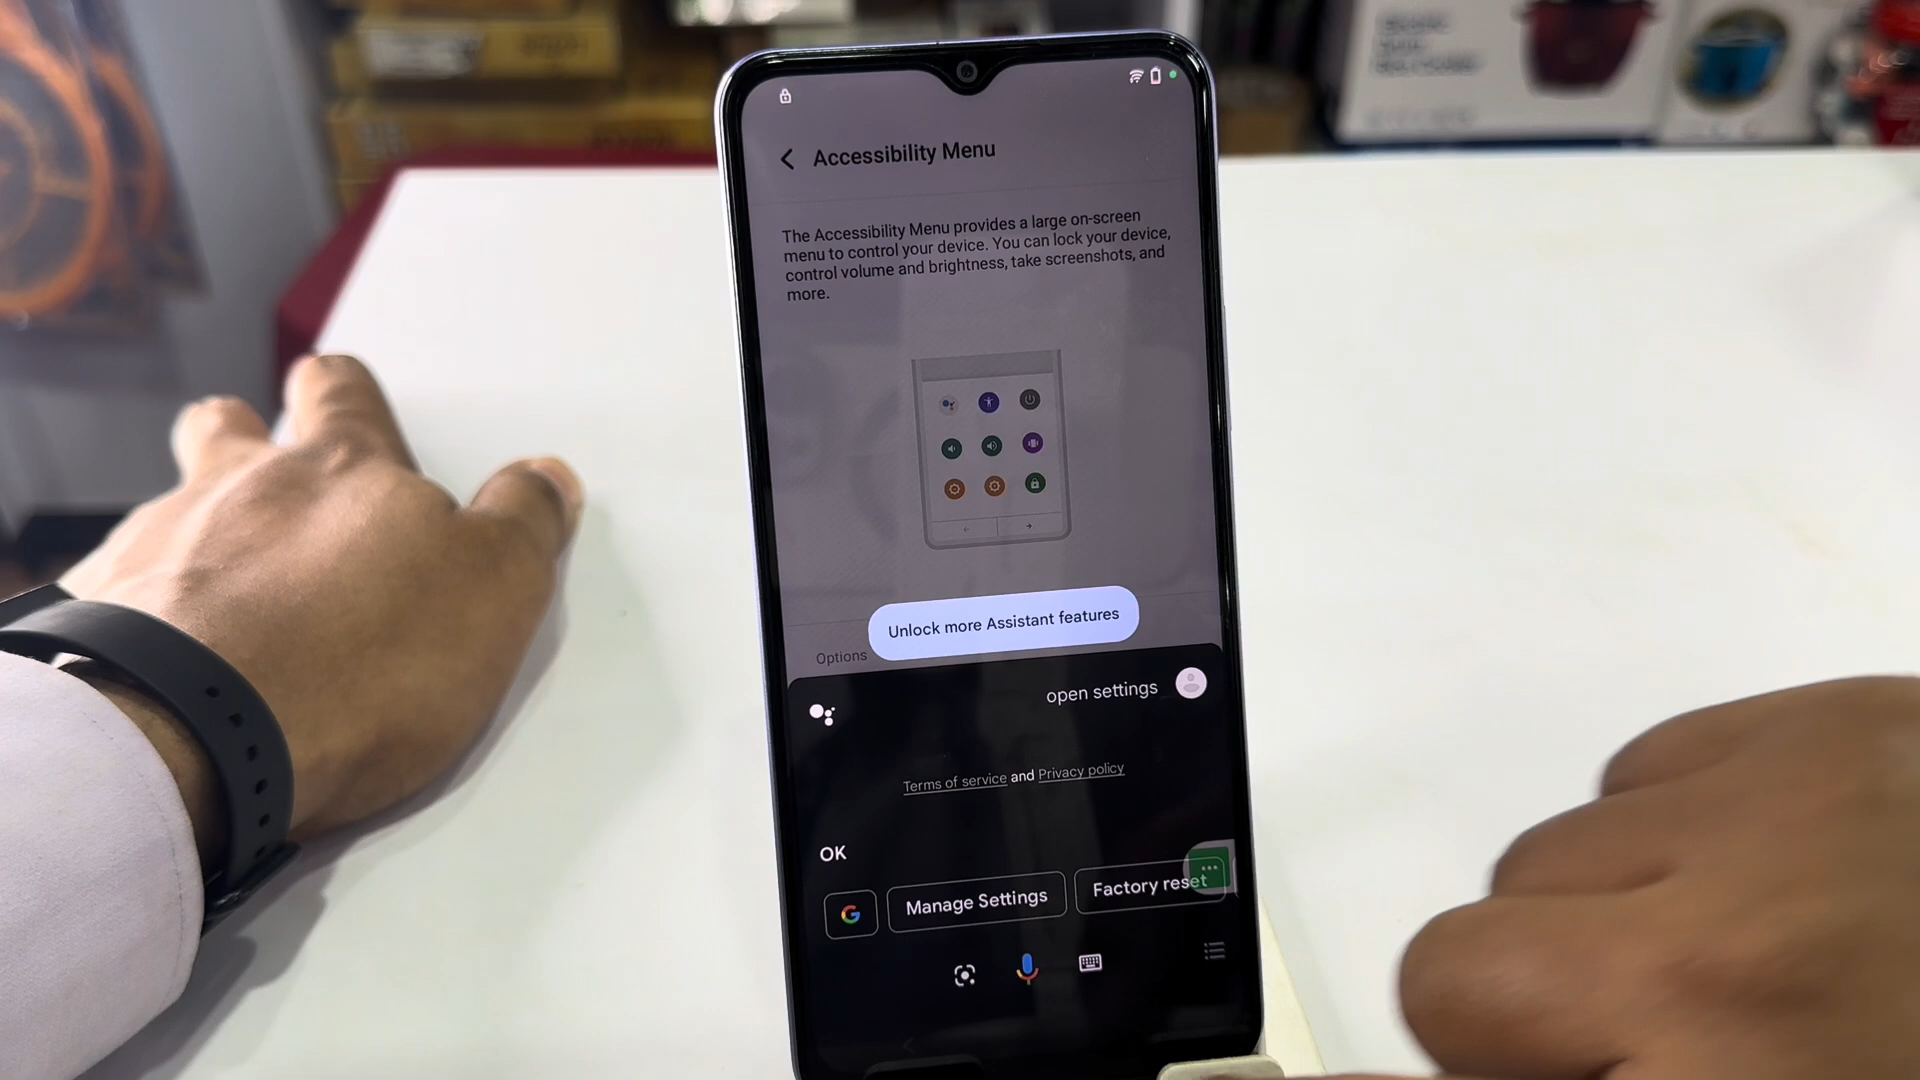 Accessibility Menu
The Accessibility Menu provides a large on-screen
menu to control your device. You can lock your device,
control volume and brightness, take screenshots, and
more.
Unlock more Assistant features
Options
open settings
Terms of service and Privacy policy
OK
G
Manage Settings
Factory reset